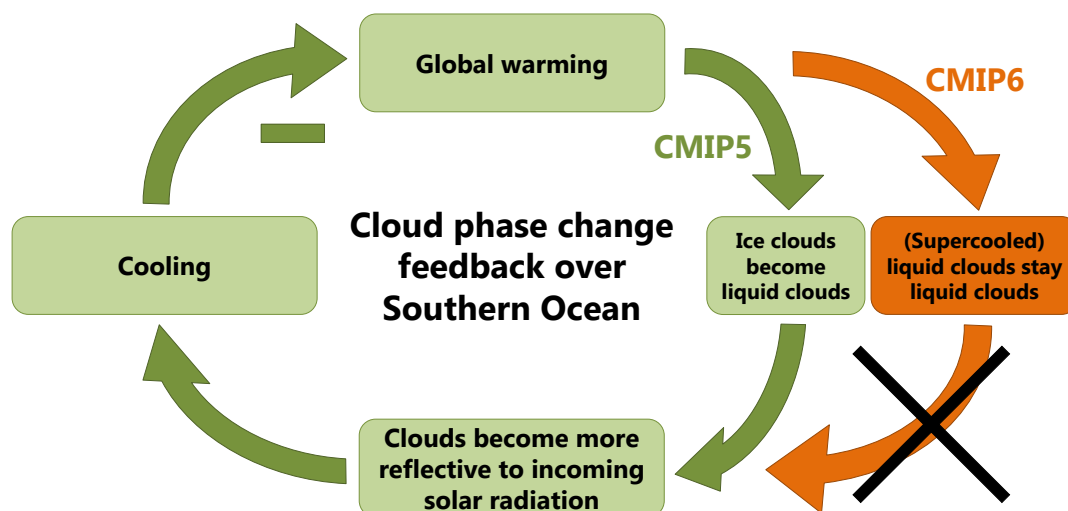 Global warming
CMIP6
CMIP5
Cloud phase change
feedback over
Southern Ocean
Cooling
Ice clouds
become
liquid clouds
(Supercooled)
liquid clouds stay
liquid clouds
Clouds become more
reflective to incoming
solar radiation